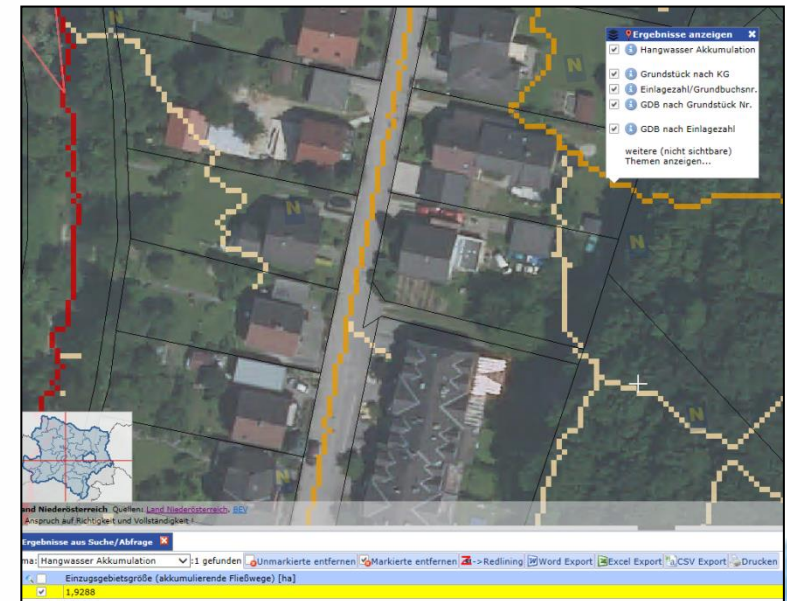 Ergebnisse anzeigen
Hangwasser Akkumulation
Grundstück nach KG
Einlagezahl/Grundbuchsnr.
GDB nach Grundstück Nr.
GDB nach Einlagezahl
weitere (nicht sichtbare)
Themen anzeigen...
N
N
N
N
N
N
N
and Niederösterreich Quellen: Land Niederösterreich, BEV
Anspruch auf Richtigkeit und Vollständigkeit !
Ergebnisse aus Suche/Abfrage
ma: Hangwasser Akkumulation :1 gefunden Unmarkierte entfernen Markierte entfernen ->Redlining Word Export Excel Export CSV Export Drucken
Einzugsgebietsgröße (akkumulierende Fließwege) [ha]
1,9288